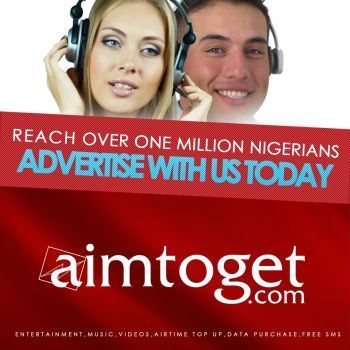 REACH OVER ONE MILLION NIGERIANS
ADVERTISE WITH US TODAY
aimtoget
.com
ENTERTAINMENT,MUSIC,VIDEOS,AIRTIME TOP UP,DATA PURCHASE,FREE SMS